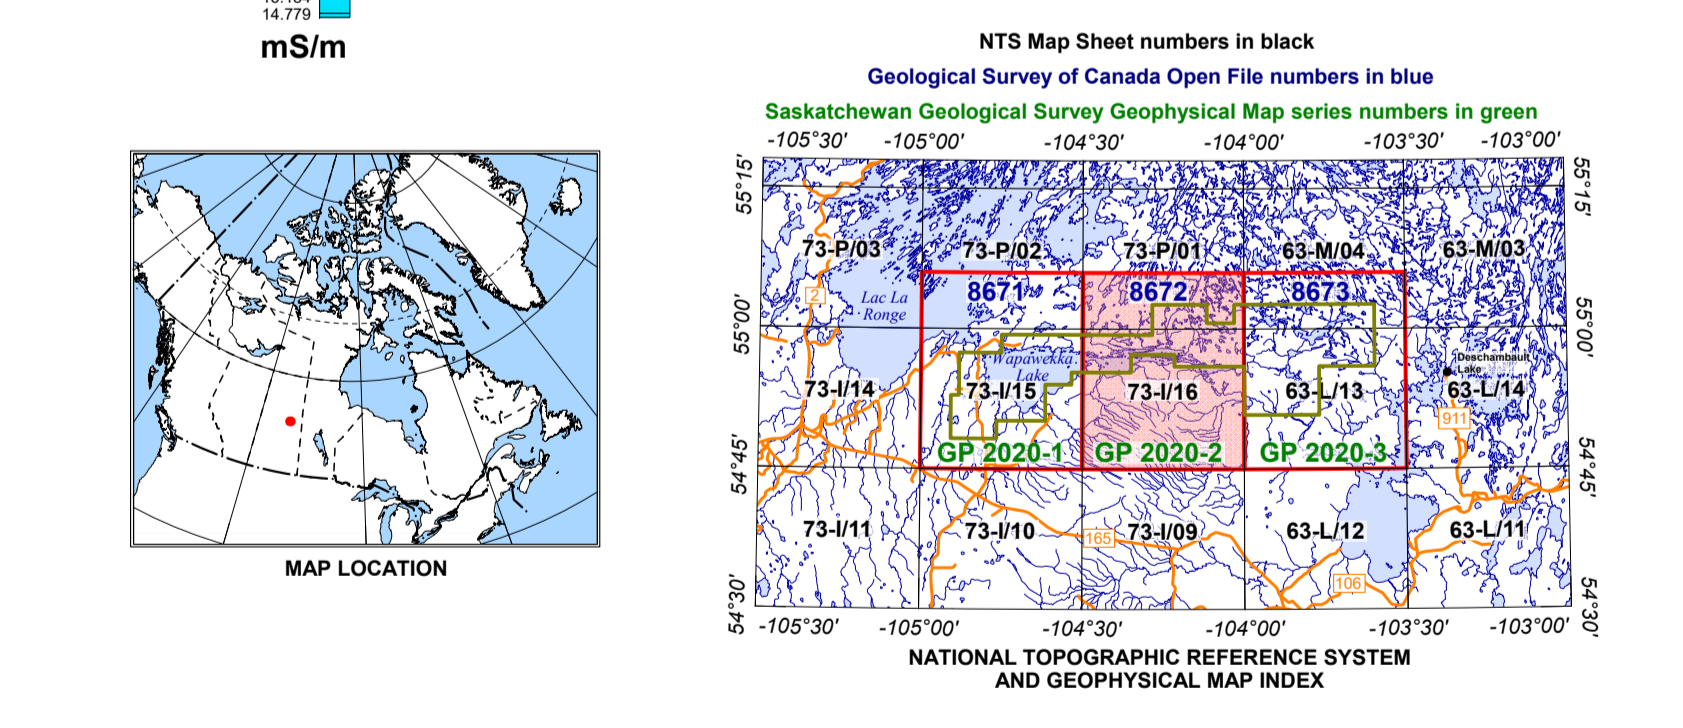 14.779
mS/m
MAP LOCATION
NTS Map Sheet numbers in black
Geological Survey of Canada Open File numbers in blue
Saskatchewan Geological Survey Geophysical Map series numbers in green
-105°30' -105°00' -104°30' -104°00' -103°30' -103°00'
55°15' 55°15'
73-P/03 73-P/02 73-P/01 63-M/04 63-M/03
8671 8672 8673
2
Lac La
Ronge
55°00' 55°00'
Wapawekka
Lake
Deschambault
Lake
73-I/14 73-I/15 73-I/16 63-L/13 63-L/14
911
GP 2020-1 GP 2020-2 GP 2020-3
54°45' 54°45'
73-I/11 73-I/10 165 73-I/09 63-L/12 63-L/11
106
54°30' 54°30'
-105°30' -105°00' -104°30' -104°00' -103°30' -103°00'
NATIONAL TOPOGRAPHIC REFERENCE SYSTEM
AND GEOPHYSICAL MAP INDEX